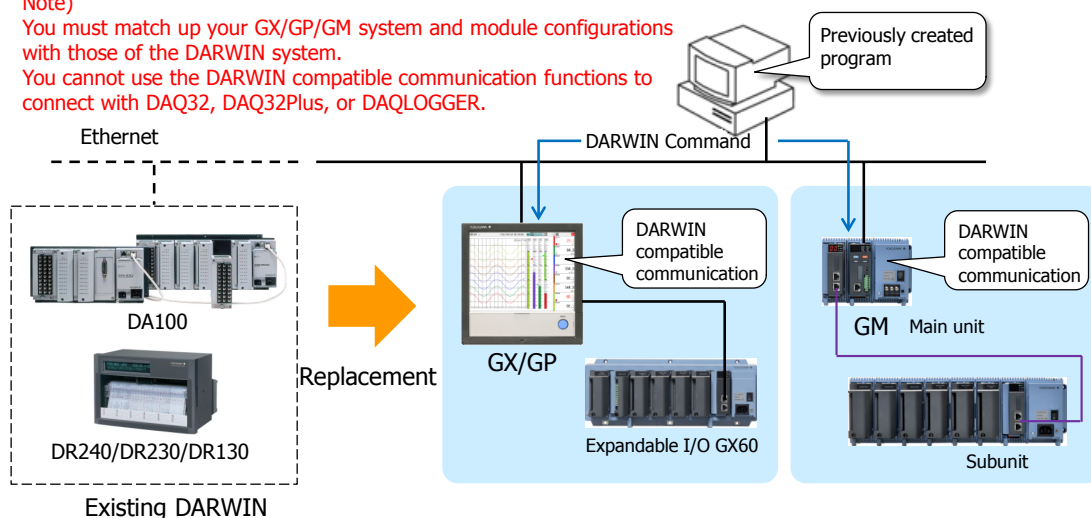 Note)
You must match up your GX/GP/GM system and module configurations
with those of the DARWIN system.
You cannot use the DARWIN compatible communication functions to
connect with DAQ32, DAQ32Plus, or DAQLOGGER.
Previously created
program
Ethernet
DARWIN Command
DARWIN
compatible
communication
DARWIN
compatible
communication
DA100
GX/GP
GM
Main unit
Replacement
DR240/DR230/DR130
Expandable I/O GX60
Subunit
Existing DARWIN